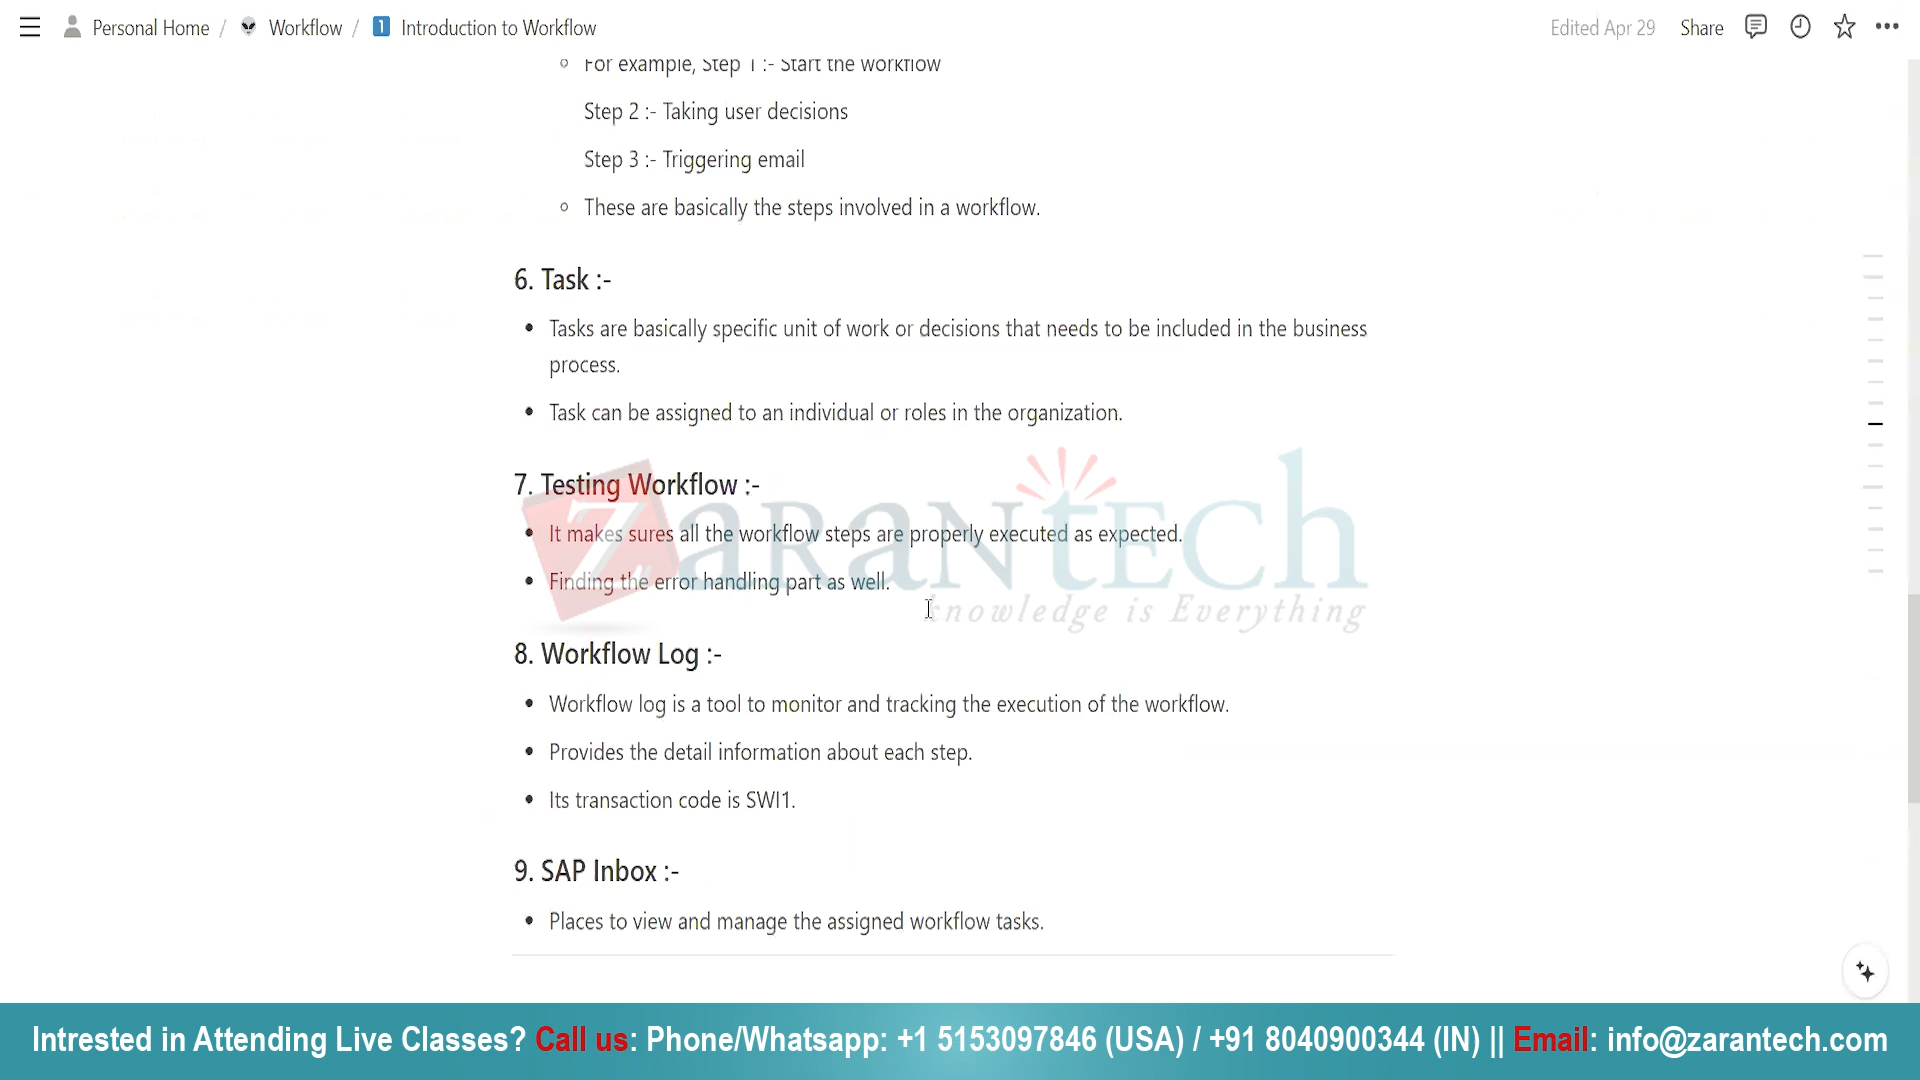 Personal Home / Workflow / 1 Introduction to Workflow
Edited Apr 29 Share
For example, Step 1 :- Start the workflow
Step 2 :- Taking user decisions
Step 3 :- Triggering email
These are basically the steps involved in a workflow.
6. Task :-
Tasks are basically specific unit of work or decisions that needs to be included in the business
process.
Task can be assigned to an individual or roles in the organization.
7. Testing Workflow :-
It makes sures all the workflow steps are properly executed as expected.
Finding the error handling part as well.
ZaraNtech
knowledge is Everything
8. Workflow Log :-
Workflow log is a tool to monitor and tracking the execution of the workflow.
Provides the detail information about each step.
Its transaction code is SWI1.
9. SAP Inbox :-
Places to view and manage the assigned workflow tasks.
Intrested in Attending Live Classes? Call us: Phone/Whatsapp: +1 5153097846 (USA) / +91 8040900344 (IN) || Email: info@zarantech.com